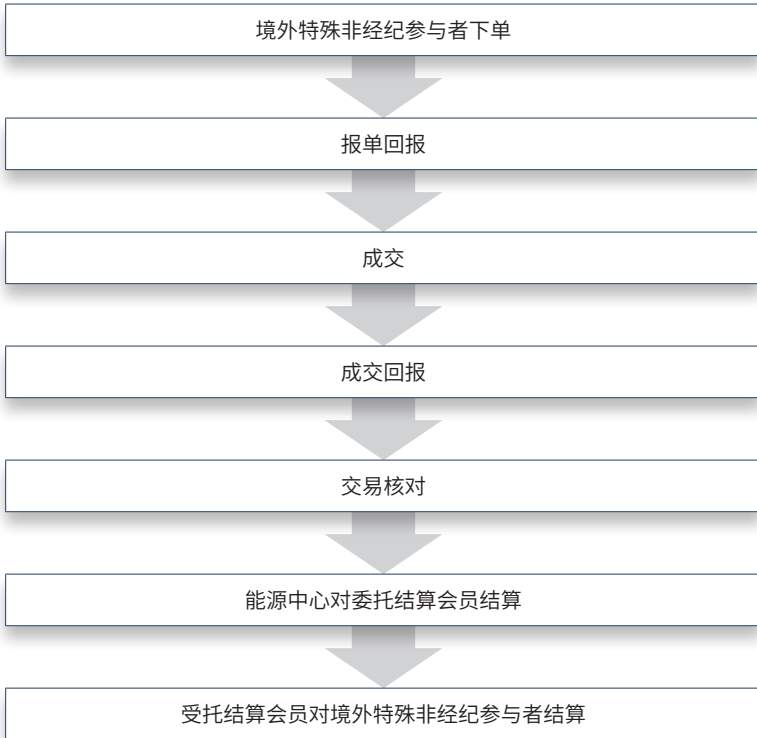 境外特殊非经纪参与者下单
报单回报
成交
成交回报
交易核对
能源中心对委托结算会员结算
受托结算会员对境外特殊非经纪参与者结算